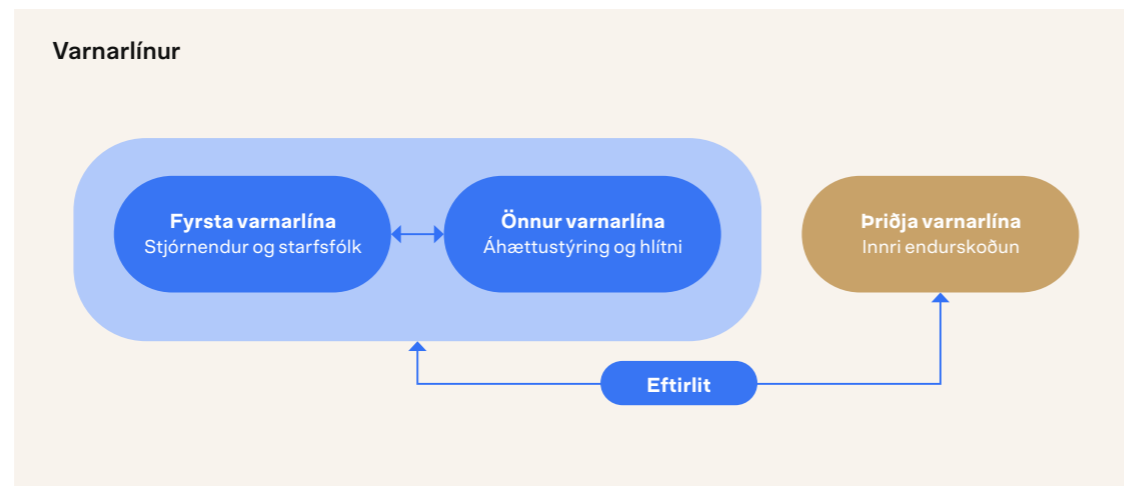 Varnarlínur
Fyrsta varnarlína
Stjórnendur og starfsfólk
Önnur varnarlína
Áhættustýring og hlítni
Þriðja varnarlína
Innri endurskoðun
Eftirlit